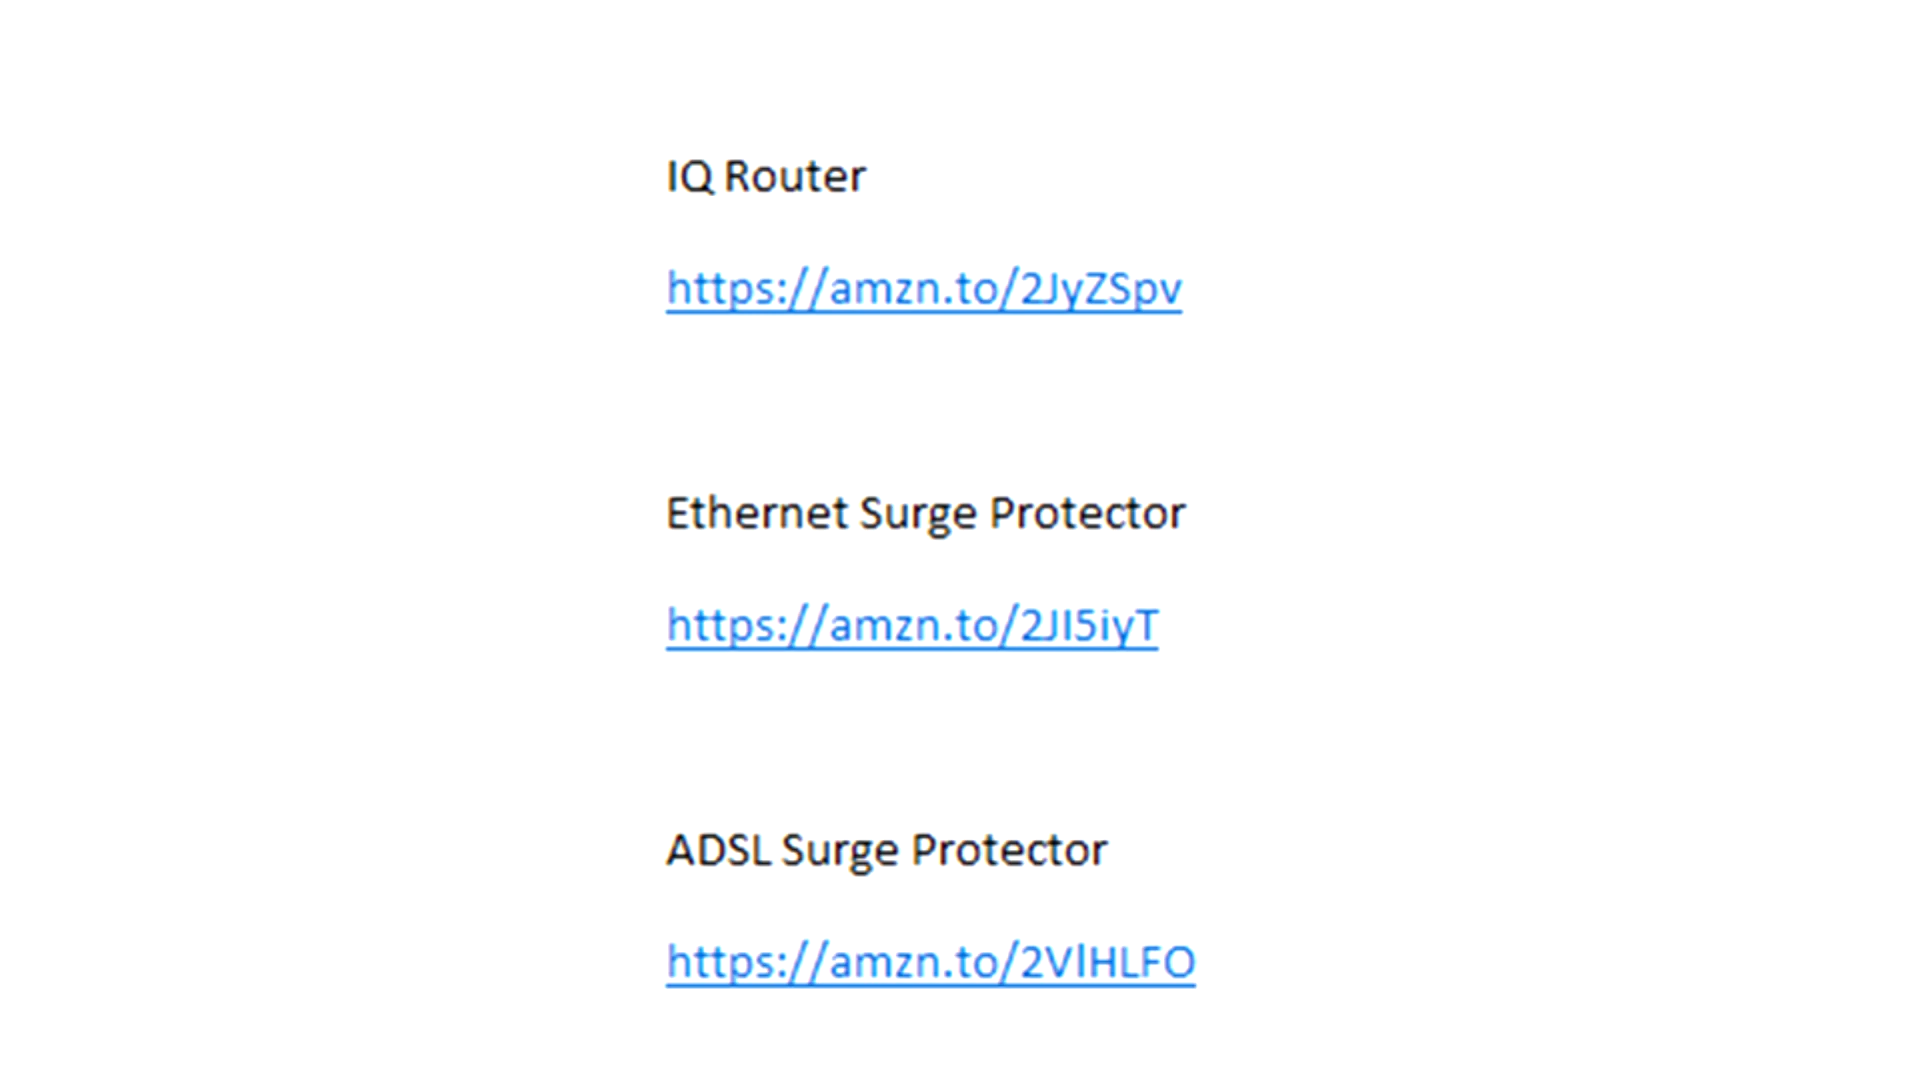 IQ Router
https://amzn.to/2JyZSpv
Ethernet Surge Protector
https://amzn.to/2JI5iyT
ADSL Surge Protector
https://amzn.to/2VlHLFO